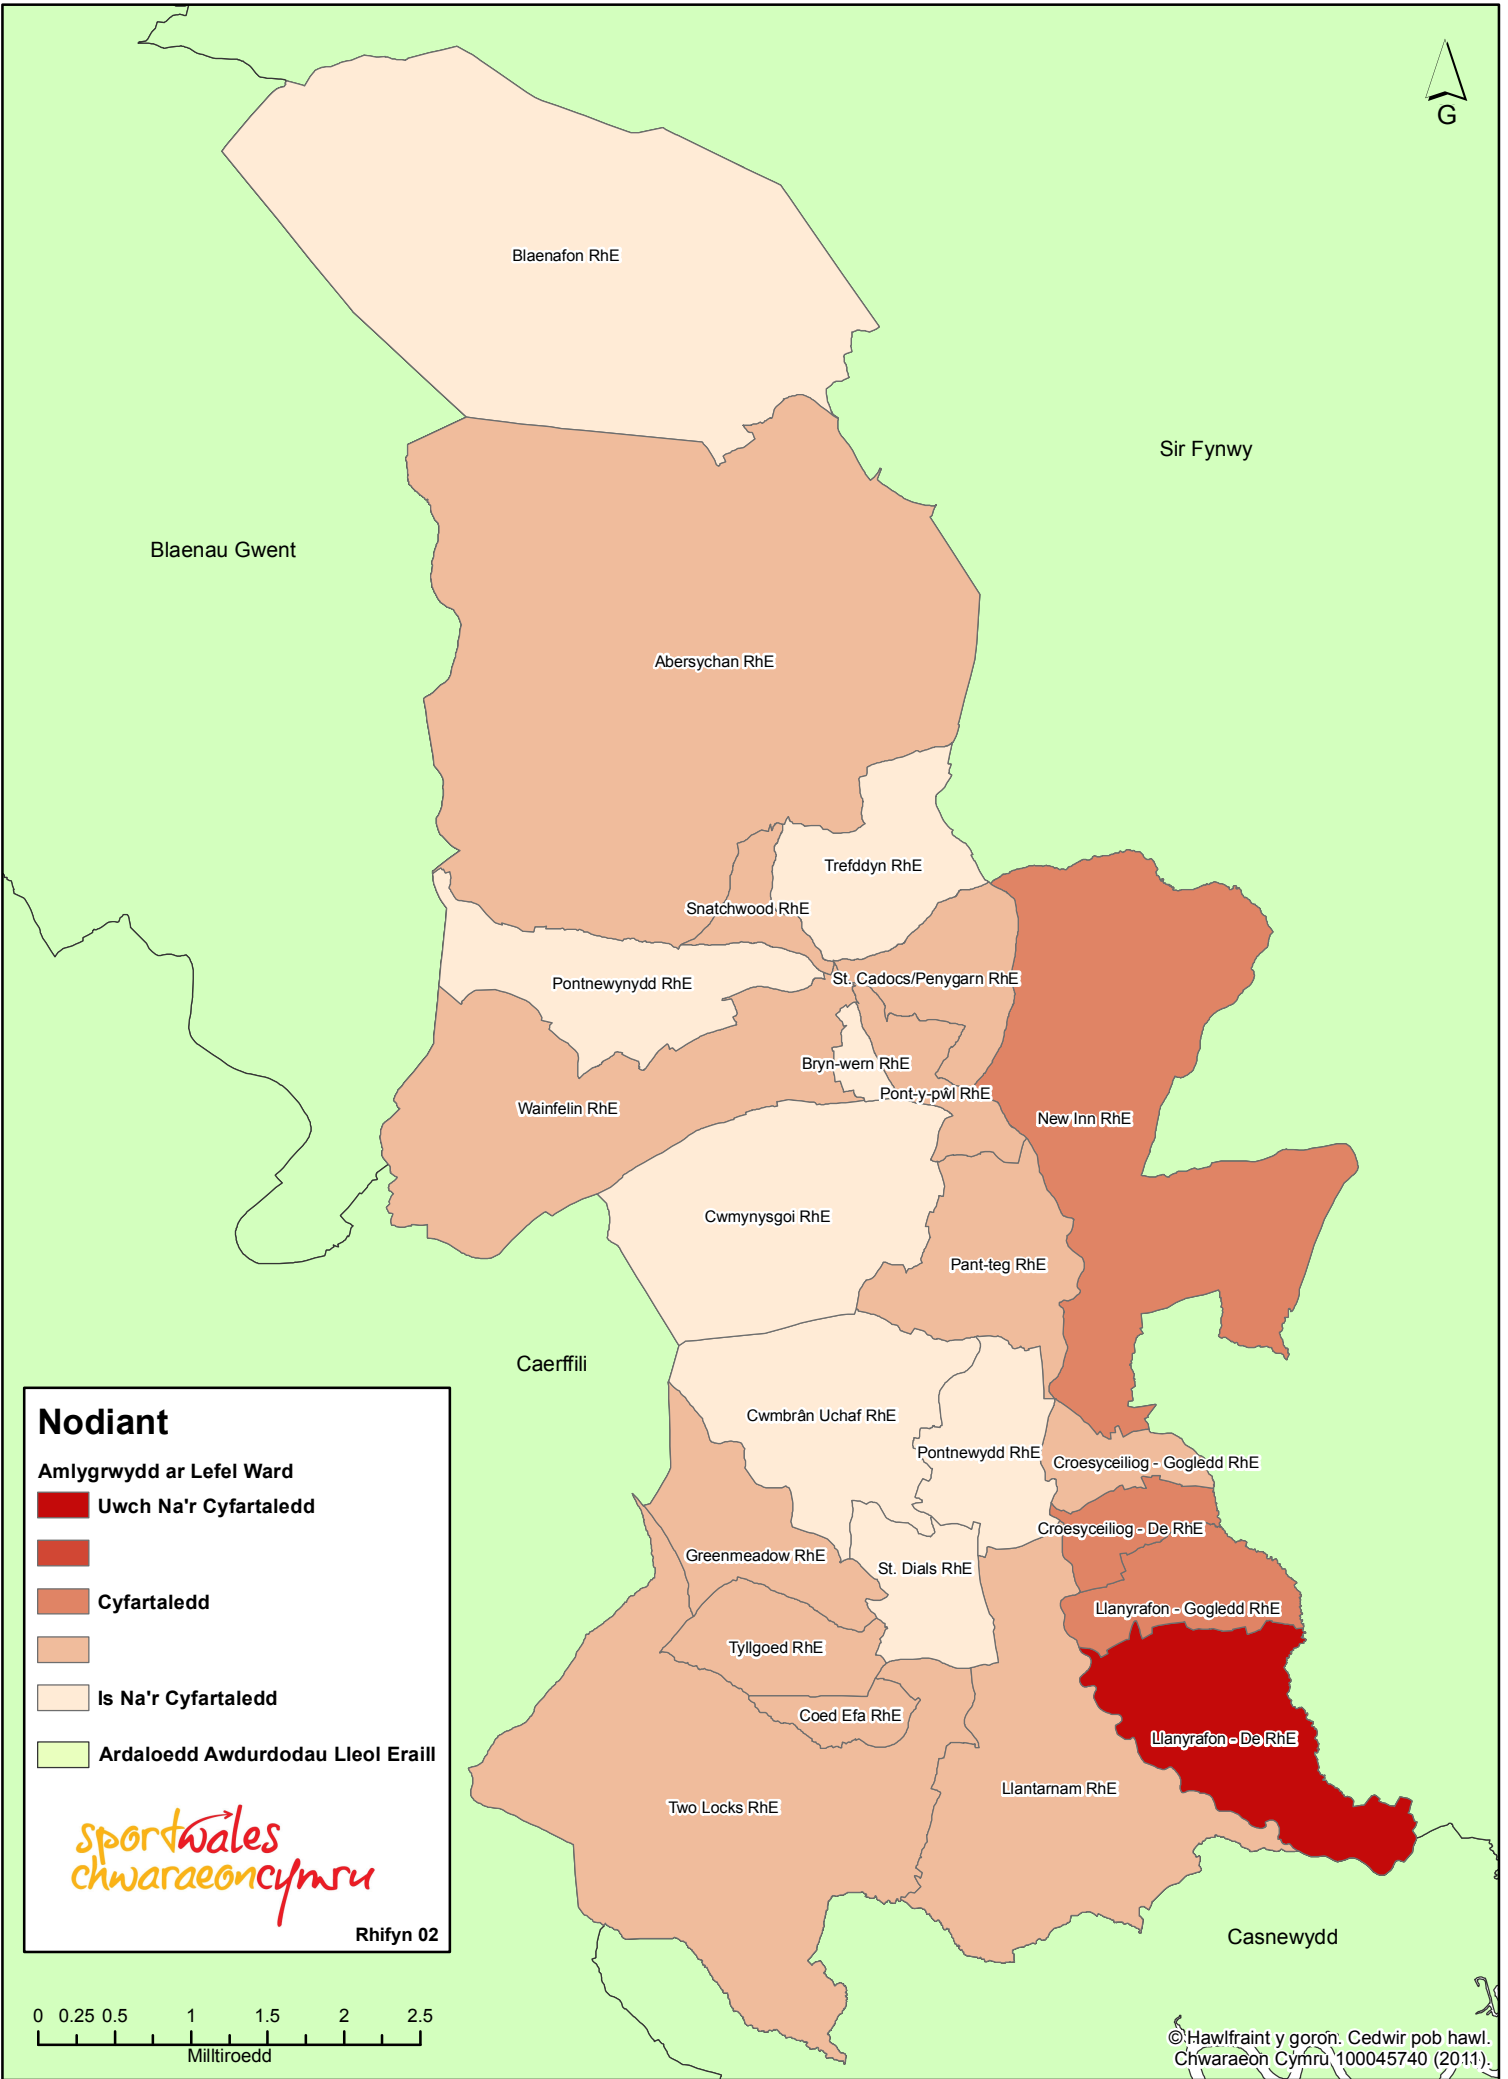 G
Blaenafon RhE
Sir Fynwy
Blaenau Gwent
Abersychan RhE
Trefddyn RhE
Snatchwood RhE
St. Cadocs/Penygarn RhE
Pontnewynydd RhE
Bryn-wern RhE
Pont-y-pŵl RhE
Wainfelin RhE
New Inn RhE
Cwmynysgoi RhE
Pant-teg RhE
Caerffili
Cwmbrân Uchaf RhE
Pontnewydd RhE
Croesyceiliog - Gogledd RhE
Croesyceiliog - De RhE
Greenmeadow RhE
St. Dials RhE
Llanyrafon - Gogledd RhE
Tyllgoed RhE
Coed Efa RhE
Llanyrafon - De RhE
Llantarnam RhE
Two Locks RhE
Casnewydd
Nodiant
Amlygrwydd ar Lefel Ward
Uwch Na'r Cyfartaledd
Cyfartaledd
Is Na'r Cyfartaledd
Ardaloedd Awdurdodau Lleol Eraill
sportwales
chwaraeoncymru
Rhifyn 02
0 0.25 0.5 1 1.5 2 2.5
Milltiroedd
© Hawlfraint y goron. Cedwir pob hawl.
Chwaraeon Cymru 100045740 (2011).